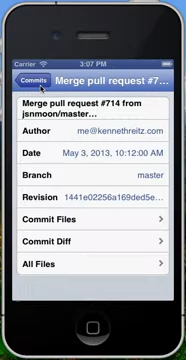 Carrier 3:07 PM
Commits Merge pull request #7...
Merge pull request #714 from
jsnmoon/master...
Author me@kennethreitz.com
Date May 3, 2013, 10:12:00 AM
Branch master
Revision 1441e02256a169ded5e...
Commit Files
Commit Diff
All Files